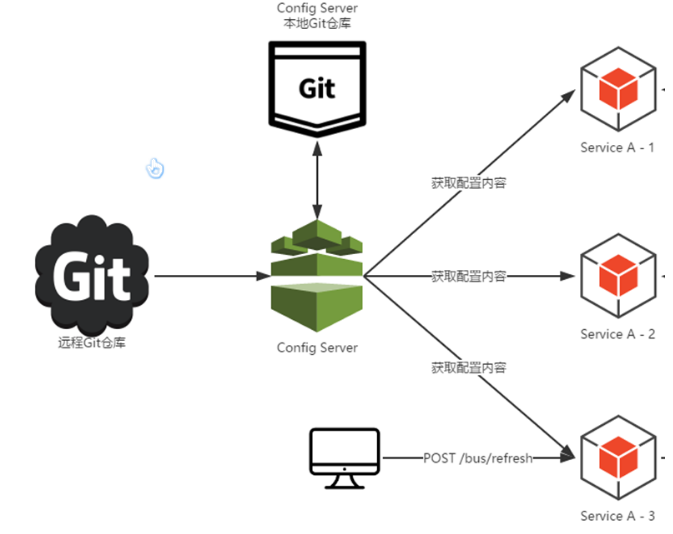 Config Server
本地Git仓库
Git
Service A - 1
获取配置内容
Git
远程Git仓库
Config Server
获取配置内容
Service A - 2
获取配置内容
POST /bus/refresh
Service A - 3